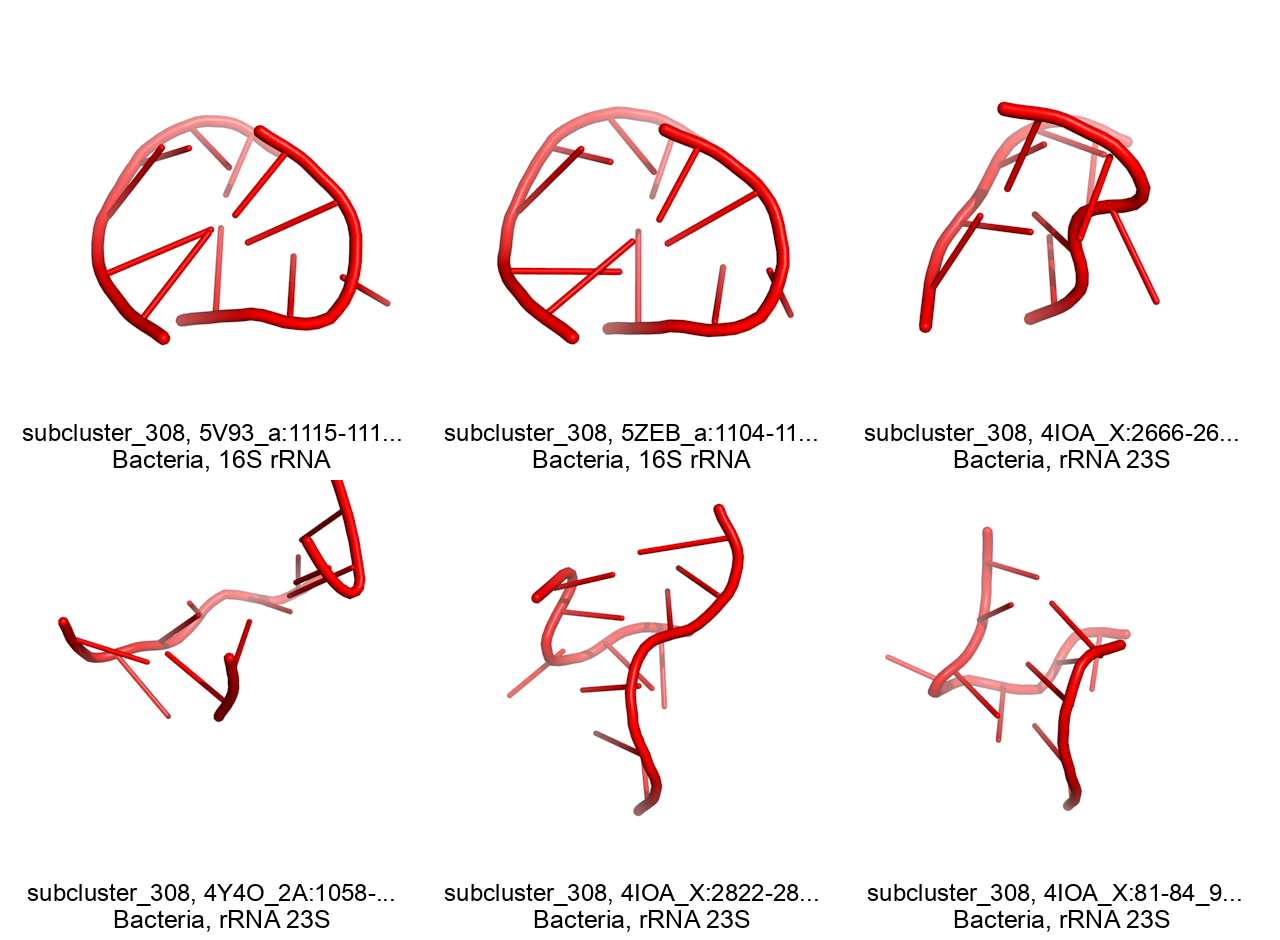 subcluster_308, 5V93_a:1115-111...
Bacteria, 16S rRNA
subcluster_308, 5ZEB_a:1104-11...
Bacteria, 16S rRNA
subcluster_308, 4IOA_X:2666-26...
Bacteria, rRNA 23S
subcluster_308, 4Y4O_2A:1058-...
Bacteria, rRNA 23S
subcluster_308, 4IOA_X:2822-28...
Bacteria, rRNA 23S
subcluster_308, 4IOA_X:81-84_9...
Bacteria, rRNA 23S